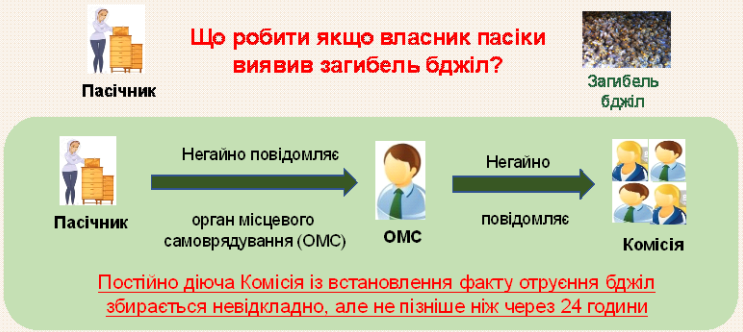 Що робити якщо власник пасіки
виявив загибель бджіл?
Пасічник
Загибель
бджіл
Негайно повідомляє
Негайно
Пасічник
орган місцевого
самоврядування (ОМС)
ОМС
повідомляє
Комісія
Постійно діюча Комісія із встановлення факту отруєння бджіл
збирається невідкладно, але не пізніше ніж через 24 години